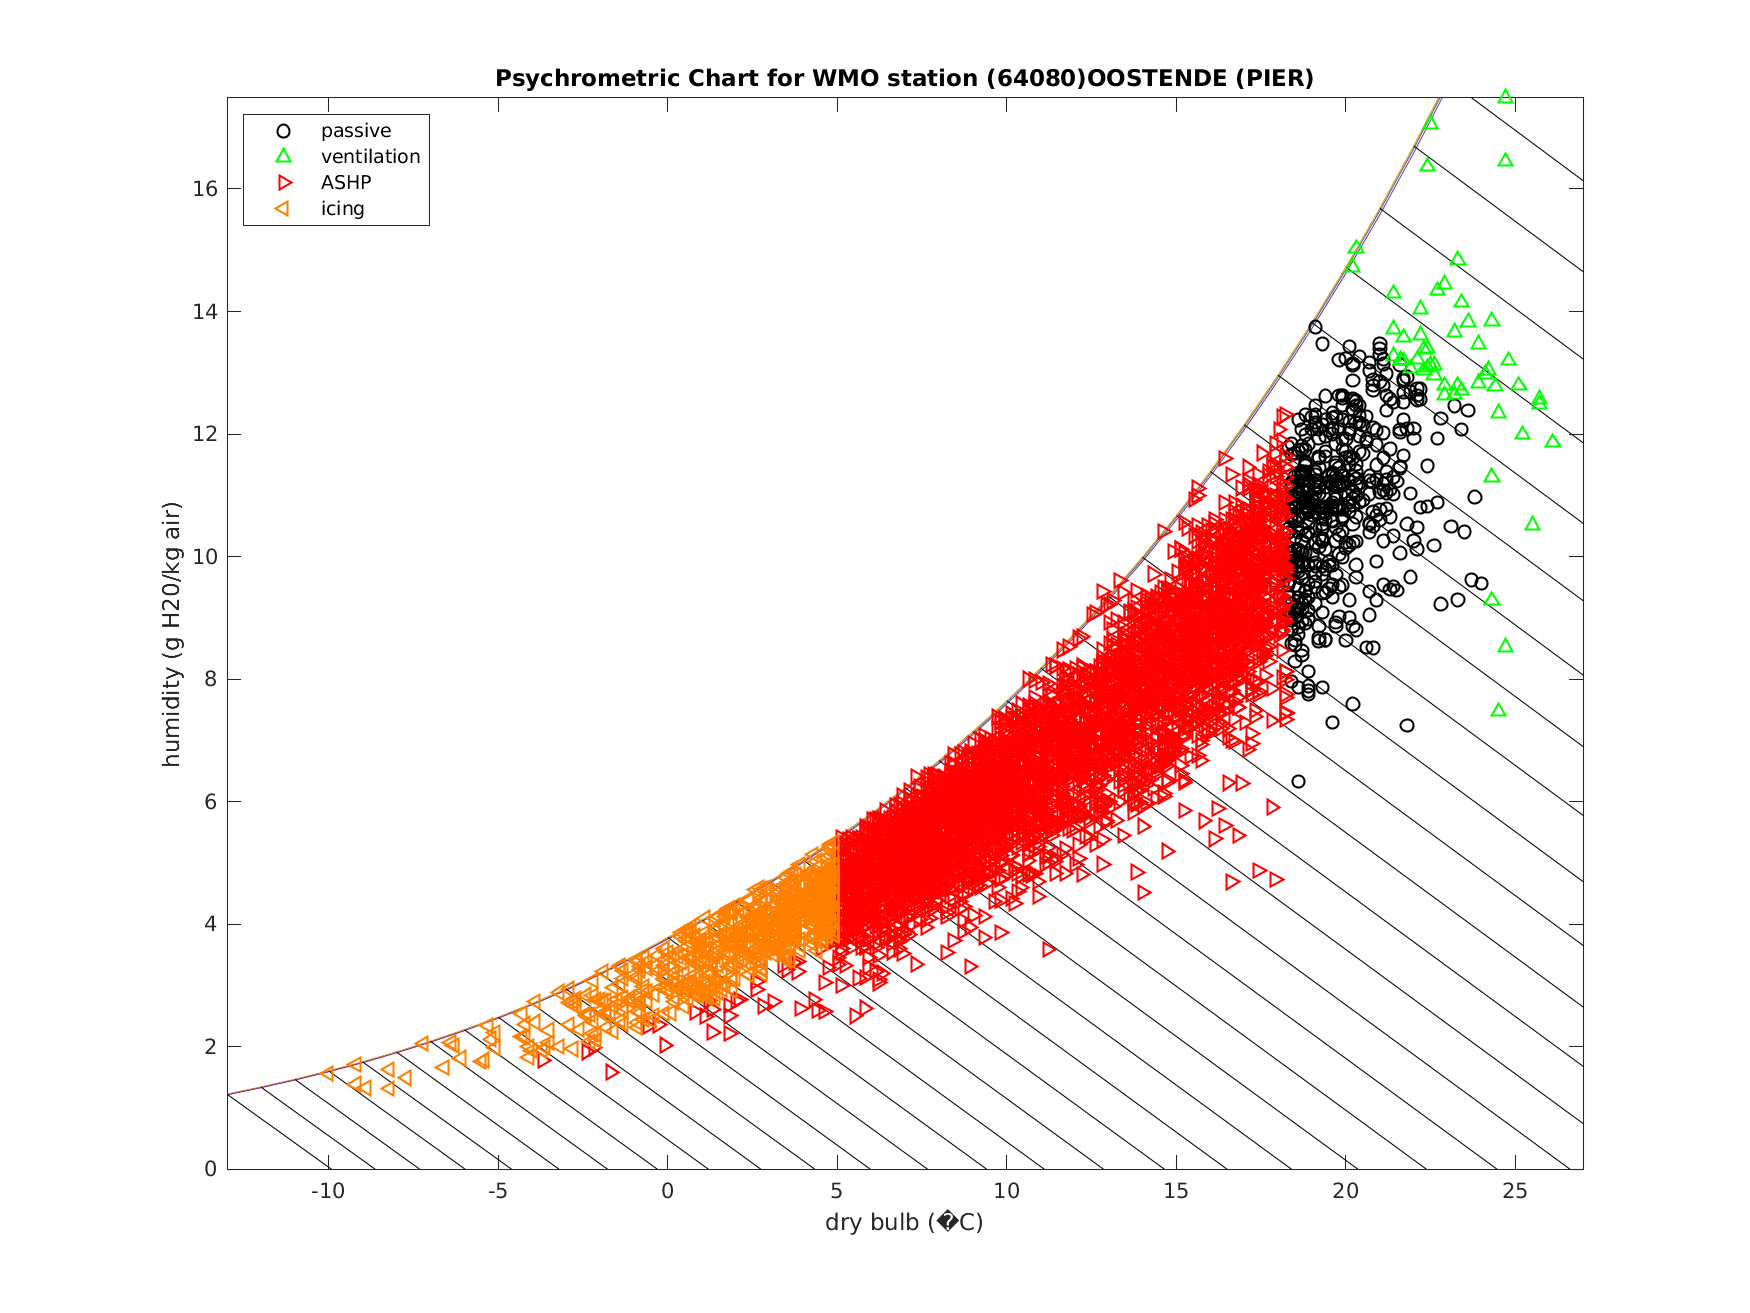 Psychrometric Chart for WMO station (64080)OOSTENDE (PIER)
passive
ventilation
ASHP
icing
humidity (g H20/kg air)
16
14
12
10
8
6
4
2
0
-10 -5 0 5 10 15 20 25
dry bulb (�C)